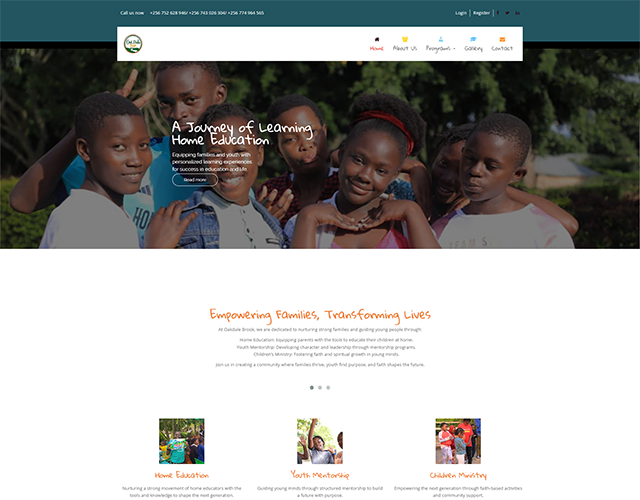 Call us now +256 752 628 946/ +256 703 026 304/ +256 774 964 565
Login Register
Home About Us Programs Gallery Contact
A Journey of Learning
Home Education
Equipping families and youth with
personalized learning experiences
for success in education and life.
Read more
Empowering Families, Transforming Lives
At Oakdale Brook, we are dedicated to nurturing strong families and guiding young people through:
Home Education: Equipping parents with the tools to educate their children at home.
Youth Mentorship: Developing character and leadership through mentorship programs.
Children's Ministry: Fostering faith and spiritual growth in young minds.
Join us in creating a community where families thrive, youth find purpose, and faith shapes the future.
Home Education Youth Mentorship Children Ministry
Nurturing a strong movement of home educators with the Guiding young minds through structured mentorship to build Empowering the next generation through faith-based activities
tools and knowledge to shape the next generation. a future with purpose. and community support.